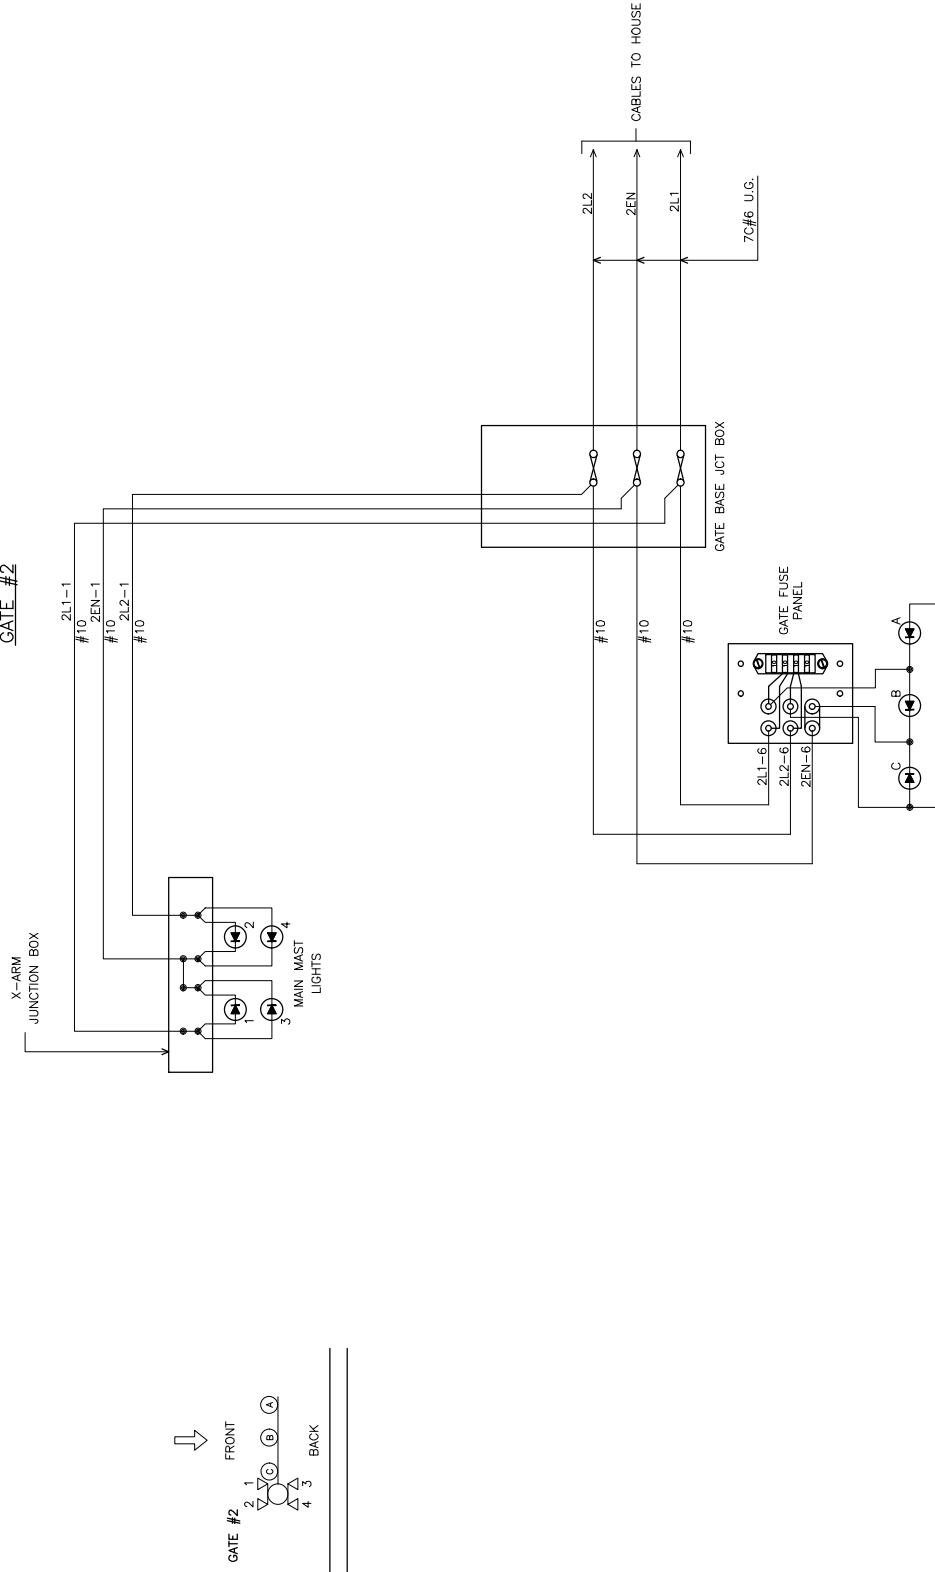 GATE #2
2L1-1
#10
2EN-1
#10
2L2-1
#10
X-ARM
JUNCTION BOX
1
2
3
4
MAIN MAST
LIGHTS
CABLES TO HOUSE
2L2
2EN
2L1
7C#6 U.G.
GATE BASE JCT BOX
#10
#10
#10
GATE FUSE
PANEL
2L1-6
2L2-6
2EN-6
C
B
A
GATE #2
FRONT
BACK
2
1
4
3
C
B
A